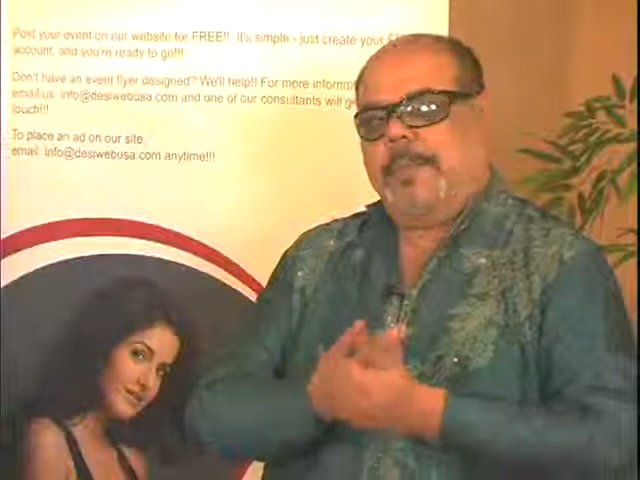 Post your event on our website for FREE!! It's simple - just create your
account, and you're ready to go!!!
Don't have an event flyer designed? We'll help!! For more
email us: info@desiwebusa.com and one of our consultants will
touch!!
To place an ad on our site,
email: info@desiwebusa.com anytime!!!